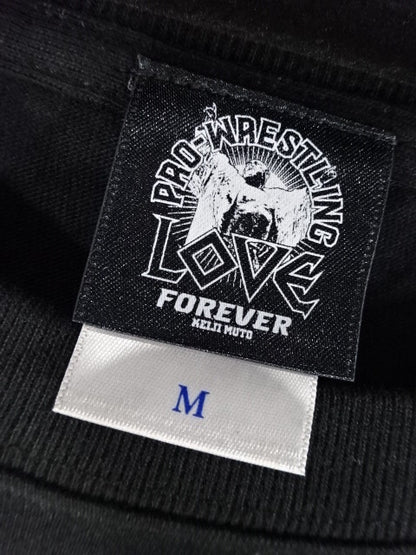 PRO-WRESTLING
LOVE
FOREVER
KEIJI MUTO
M